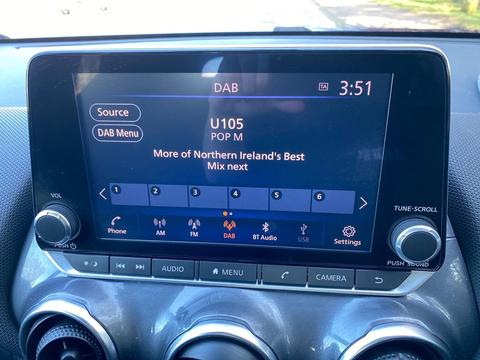 DAB
TA
3:51
Source
DAB Menu
U105
POP M
More of Northern Ireland's Best
Mix next
1 2 3 4 5 6
Phone AM FM DAB BT Audio USB Settings
VOL
PUSH
TUNE-SCROLL
PUSH SOUND
AUDIO MENU CAMERA